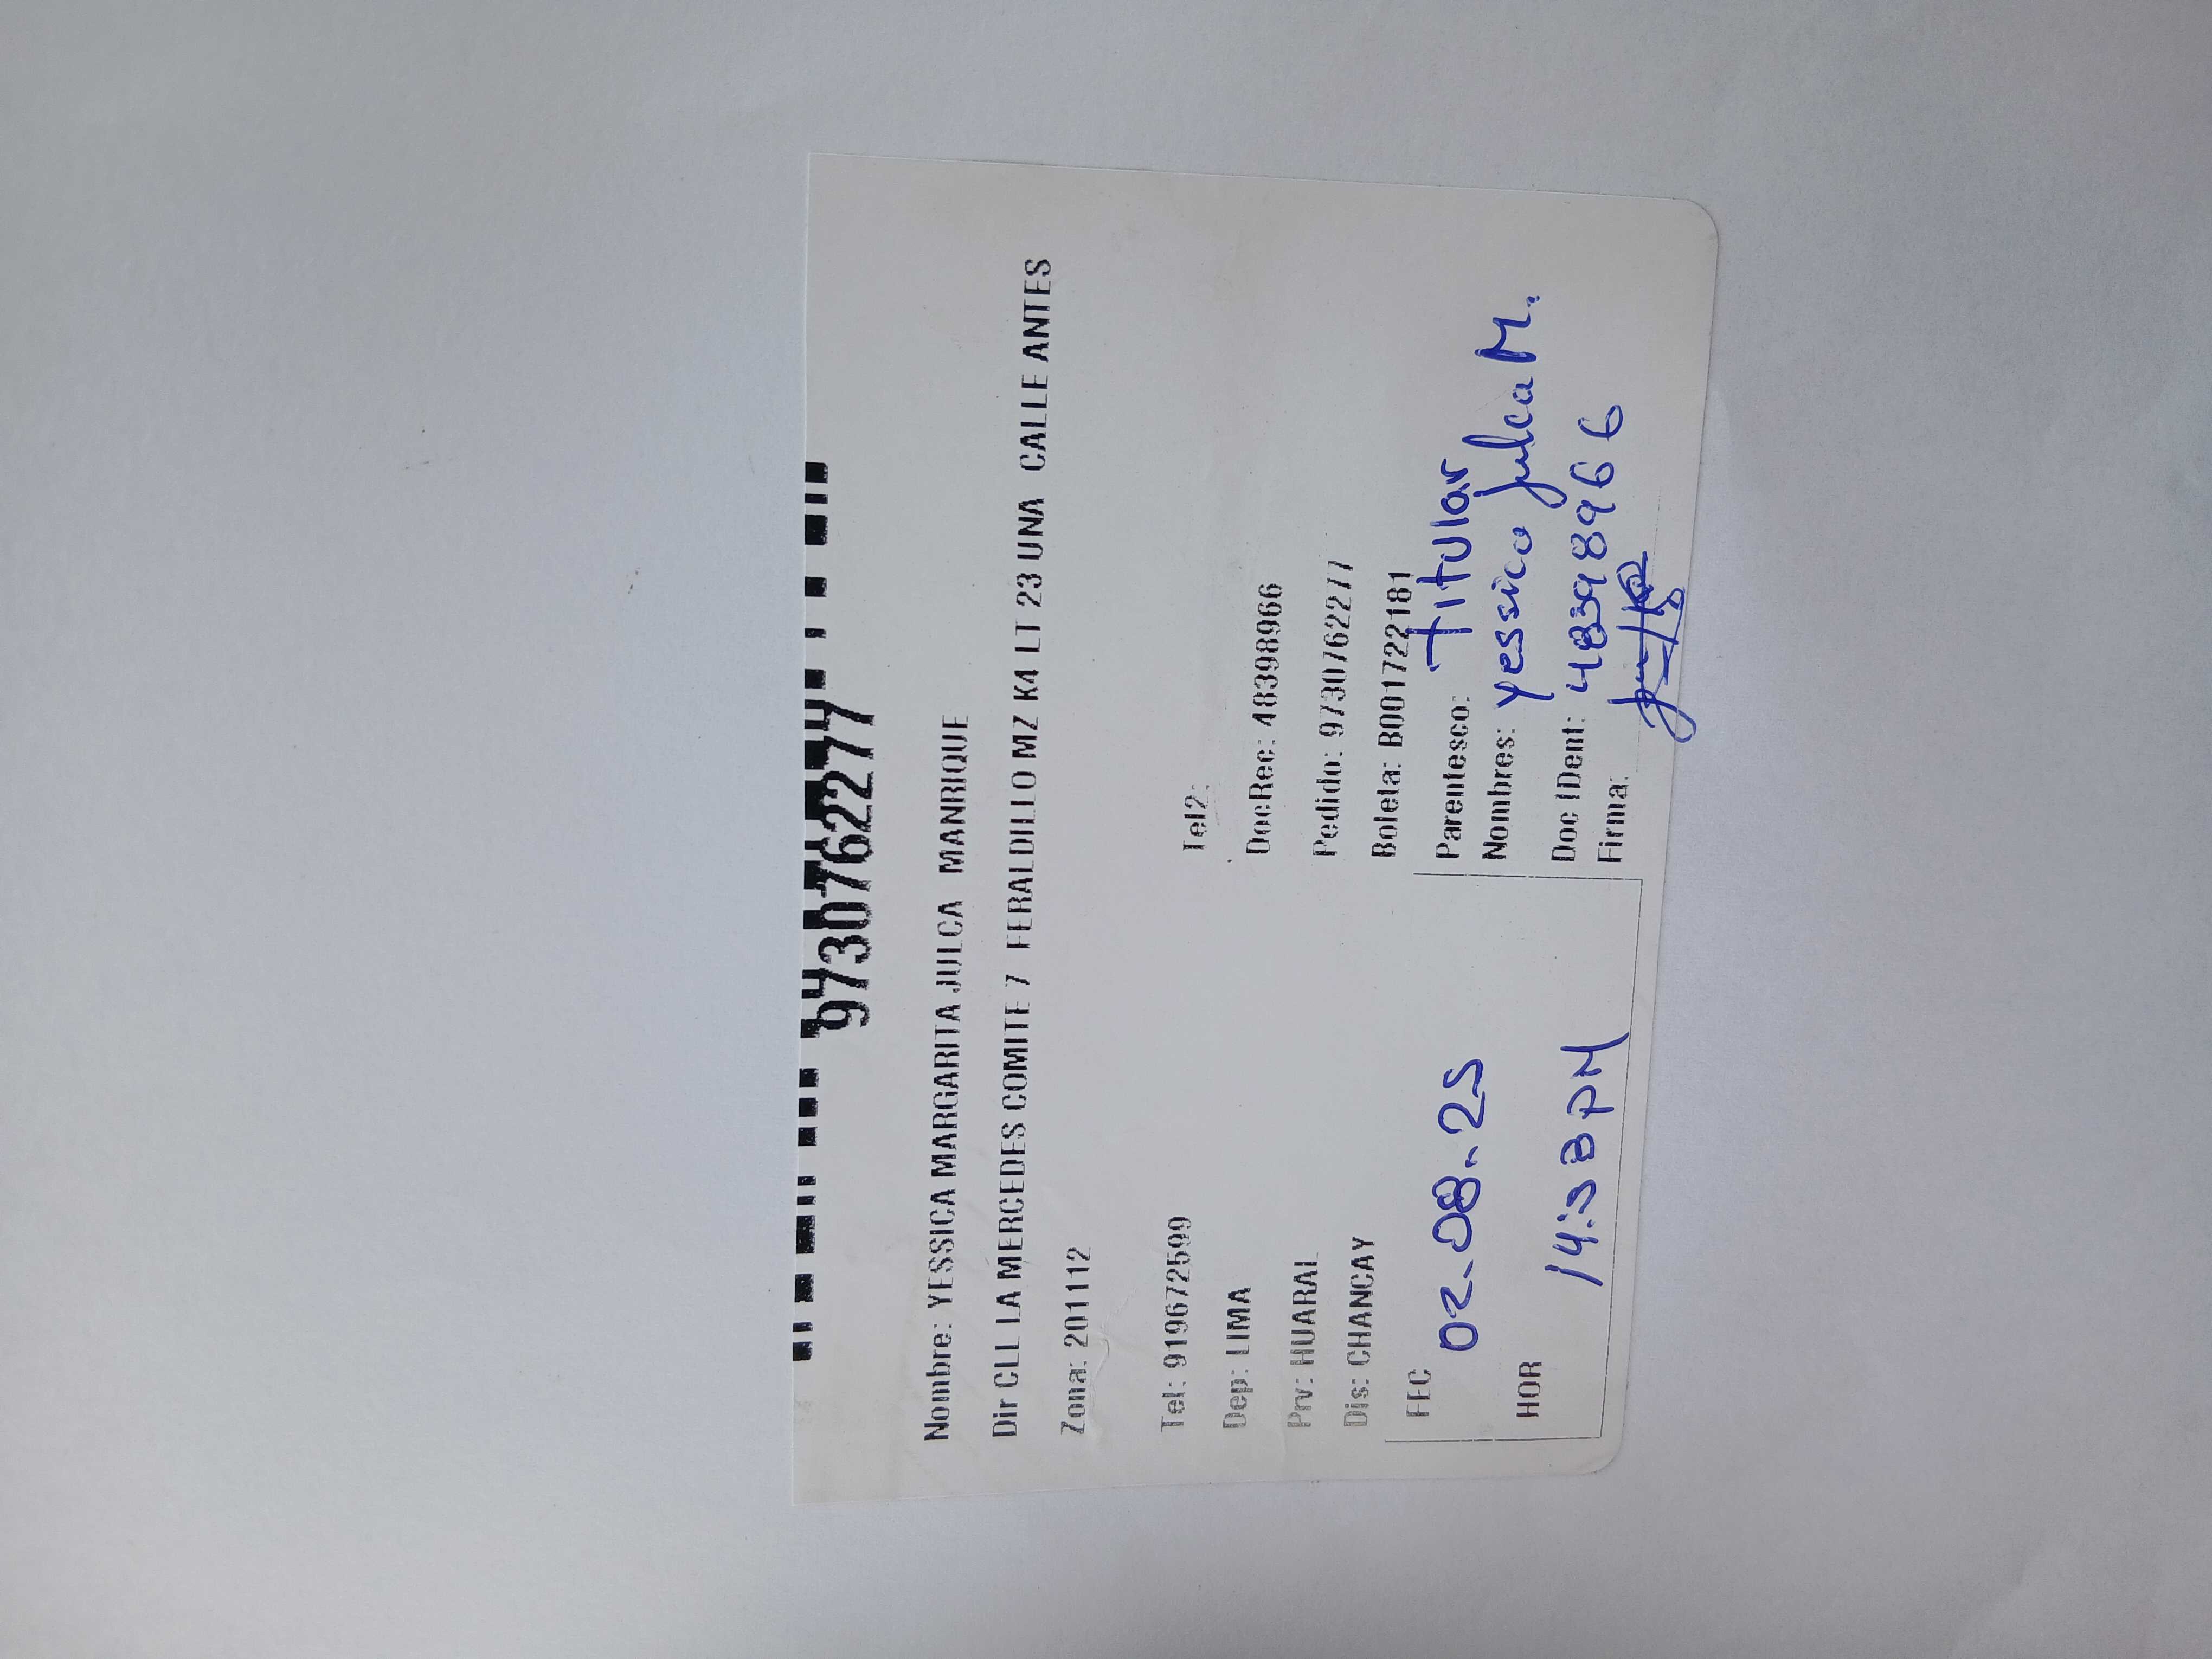 9730762277
Nombre: YESSICA MARGARITA JULCA MANRIQUE
Dir CLL LA MERCEDES COMITE 7 FERALDILLO MZ K4 LT 23 UNA CALLE ANTES
Zona: 201112
Tel: 919672599 Tel2:
Dep: LIMA DocRec: 48398966
Prv: HUARAL Pedido: 9730762277
Dis: CHANCAY Boleta: B001722181
FEC 02.08.25 Parentesco: Titular
Nombres: Yessica Julca M.
HOR 14: PM Doc IDent: 48398966
Firma: